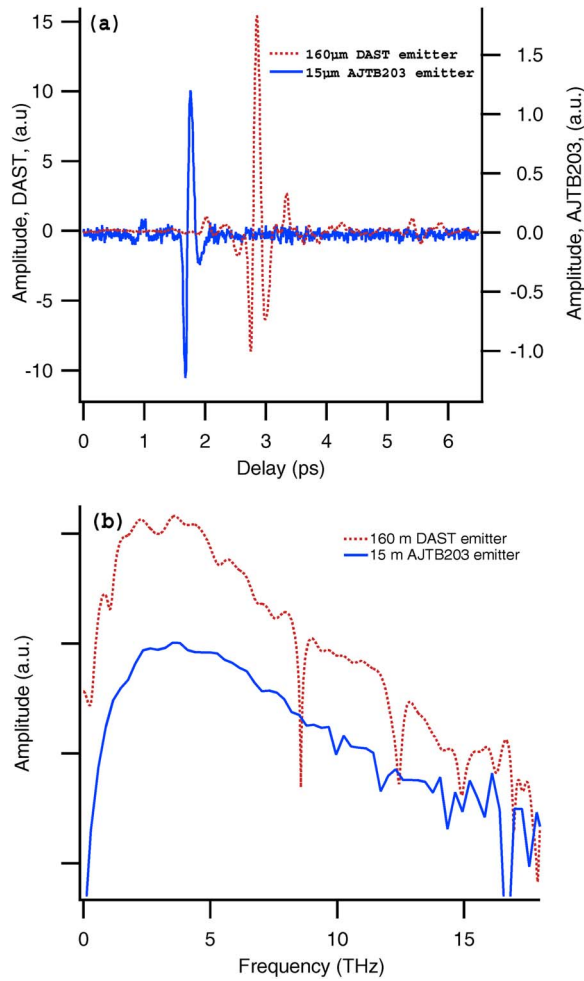 (a)
160µm DAST emitter
15µm AJTB203 emitter
Amplitude, DAST, (a.u)
15
10
5
0
-5
-10
Amplitude, AJTB203, (a.u.)
1.5
1.2
0.5
0.0
-0.5
-1.0
0 1 2 3 4 5 6
Delay (ps)
(b)
160 m DAST emitter
15 m AJTB203 emitter
Amplitude (a.u.)
0 5 10 15
Frequency (THz)